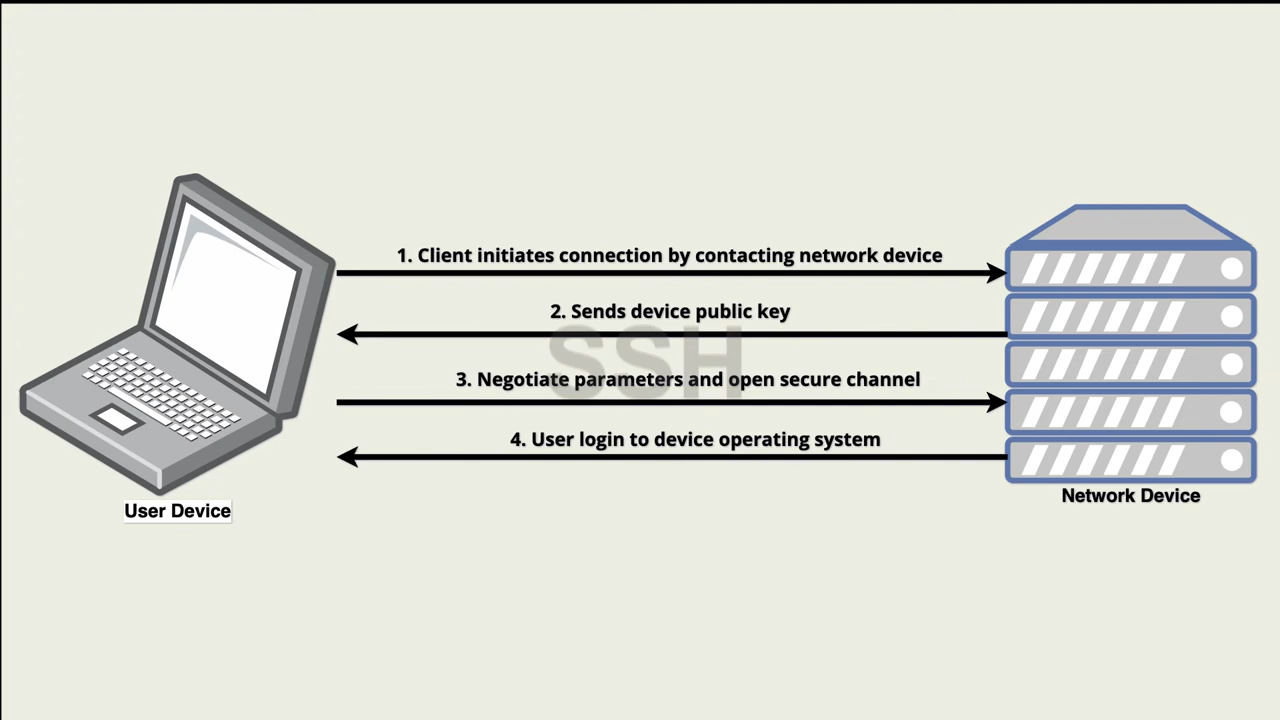 1. Client initiates connection by contacting network device
2. Sends device public key
SSH
3. Negotiate parameters and open secure channel
4. User login to device operating system
Network Device
User Device